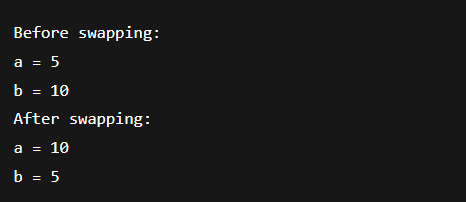 Before swapping:
a = 5
b = 10
After swapping:
a = 10
b = 5